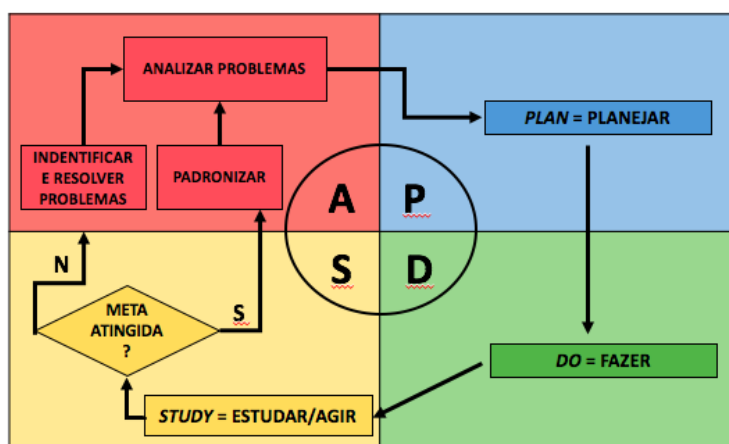 ANALIZAR PROBLEMAS
PLAN = PLANEJAR
INDENTIFICAR
E RESOLVER
PROBLEMAS
PADRONIZAR
A P
S D
N
META
ATINGIDA
?
S
DO = FAZER
STUDY = ESTUDAR/AGIR